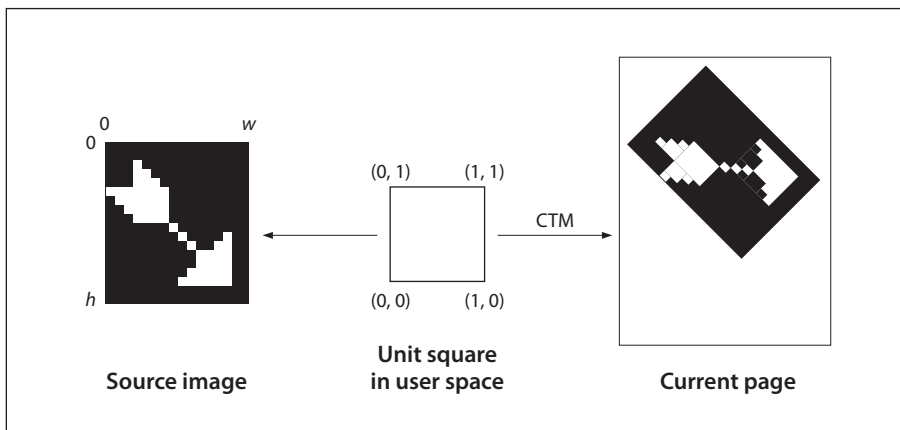 0 w
0
(0, 1) (1, 1)
CTM
h
(0, 0) (1, 0)
Source image
Unit square
in user space
Current page